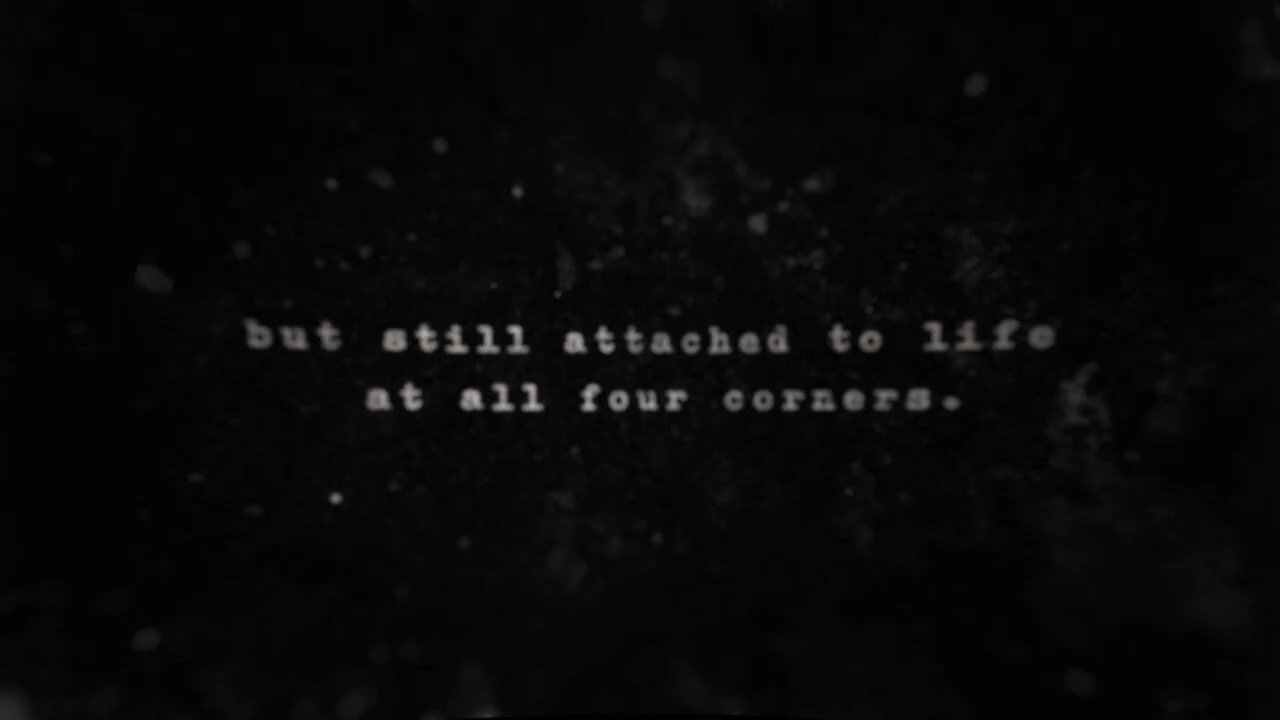 but still attached to life
at all four corners.